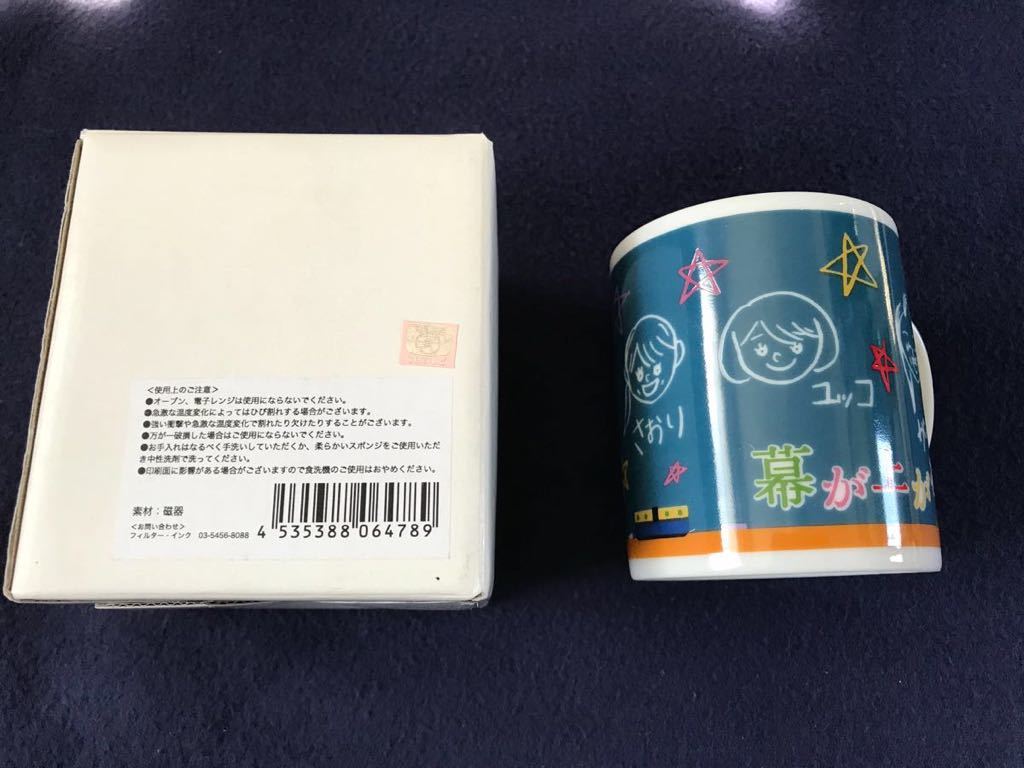 <使用上のご注意>
●オーブン、電子レンジは使用にならないでください。
●急激な温度変化によってはひび割れする場合がございます。
●強い衝撃や急激な温度変化で割れたり欠けたりすることがございます。
●万が一破損した場合はご使用にならないでください。
●お手入れはなるべく手洗いしていただくか、柔らかいスポンジをご使用いただ
き中性洗剤で洗ってください。
●印刷面に影響がある場合がございますので食洗機のご使用はおやめください。
素材：磁器
<お問い合わせ>
フィルター・インク 03-5456-8088
4 535388 064789
さおり
ユッコ
幕が上が